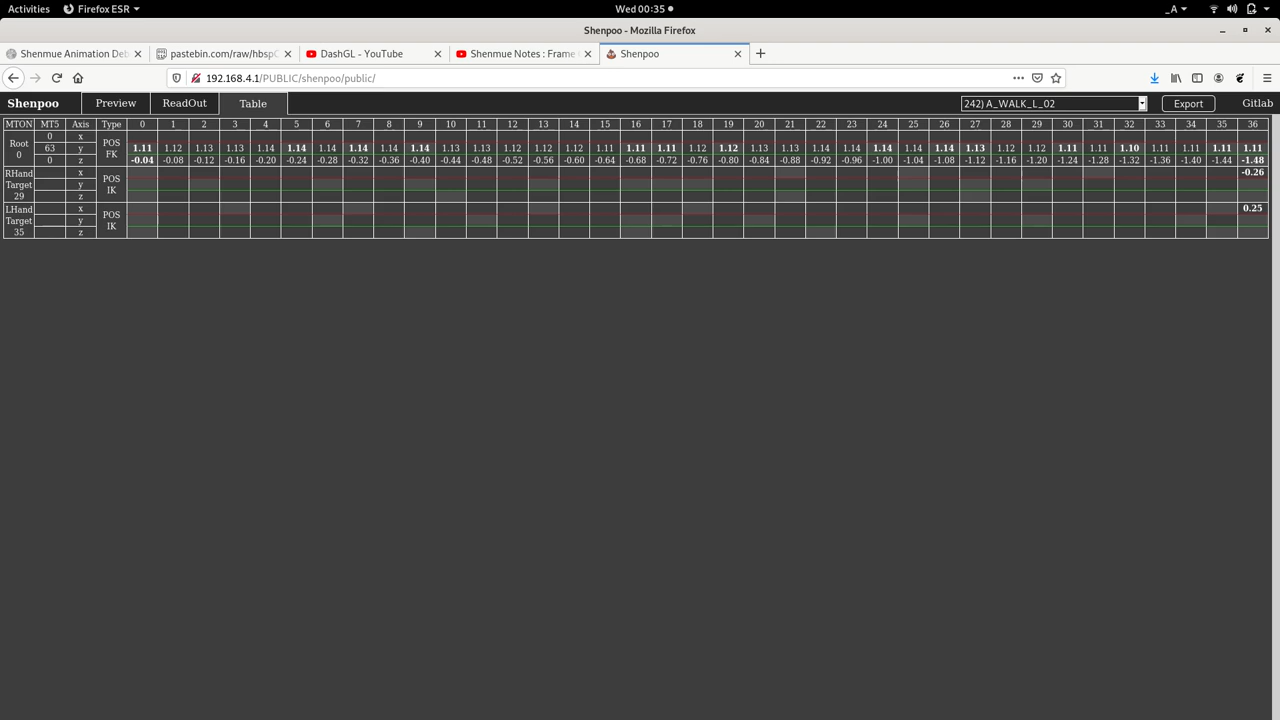 Activities Firefox ESR Wed 00:35 _A
Shenpoo - Mozilla Firefox
Shenmue Animation Deb pastebin.com/raw/hbsp DashGL - YouTube Shenmue Notes : Frame Shenpoo
192.168.4.1/PUBLIC/shenpoo/public/
Shenpoo Preview ReadOut Table 242) A_WALK_L_02 Export Gitlab
MTON MT5 Axis Type 0 1 2 3 4 5 6 7 8 9 10 11 12 13 14 15 16 17 18 19 20 21 22 23 24 25 26 27 28 29 30 31 32 33 34 35 36
Root 0 POS FK
0 x
63 y 1.11 1.12 1.13 1.13 1.14 1.14 1.14 1.14 1.14 1.14 1.13 1.13 1.12 1.12 1.12 1.11 1.11 1.11 1.12 1.12 1.13 1.13 1.14 1.14 1.14 1.14 1.14 1.13 1.12 1.12 1.11 1.11 1.10 1.11 1.11 1.11 1.11
0 z -0.04 -0.08 -0.12 -0.16 -0.20 -0.24 -0.28 -0.32 -0.36 -0.40 -0.44 -0.48 -0.52 -0.56 -0.60 -0.64 -0.68 -0.72 -0.76 -0.80 -0.84 -0.88 -0.92 -0.96 -1.00 -1.04 -1.08 -1.12 -1.16 -1.20 -1.24 -1.28 -1.32 -1.36 -1.40 -1.44 -1.48
RHand Target 29 POS IK
x -0.26
y
z
LHand Target 35 POS IK
x 0.25
y
z